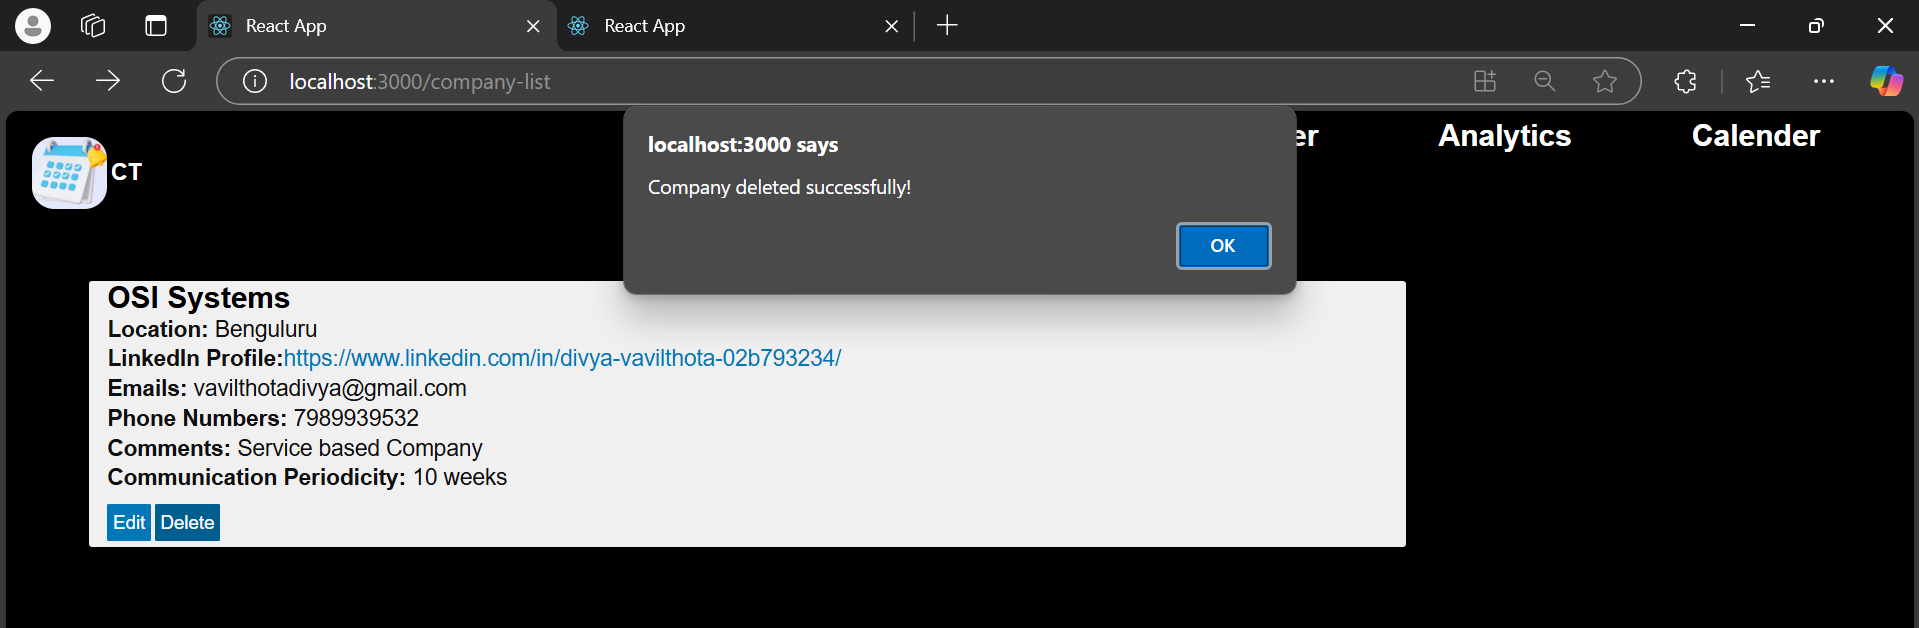 React App
React App
localhost:3000/company-list
localhost:3000 says
Company deleted successfully!
OK
CT
er
Analytics
Calender
OSI Systems
Location: Benguluru
LinkedIn Profile:https://www.linkedin.com/in/divya-vavilthota-02b793234/
Emails: vavilthotadivya@gmail.com
Phone Numbers: 7989939532
Comments: Service based Company
Communication Periodicity: 10 weeks
Edit Delete